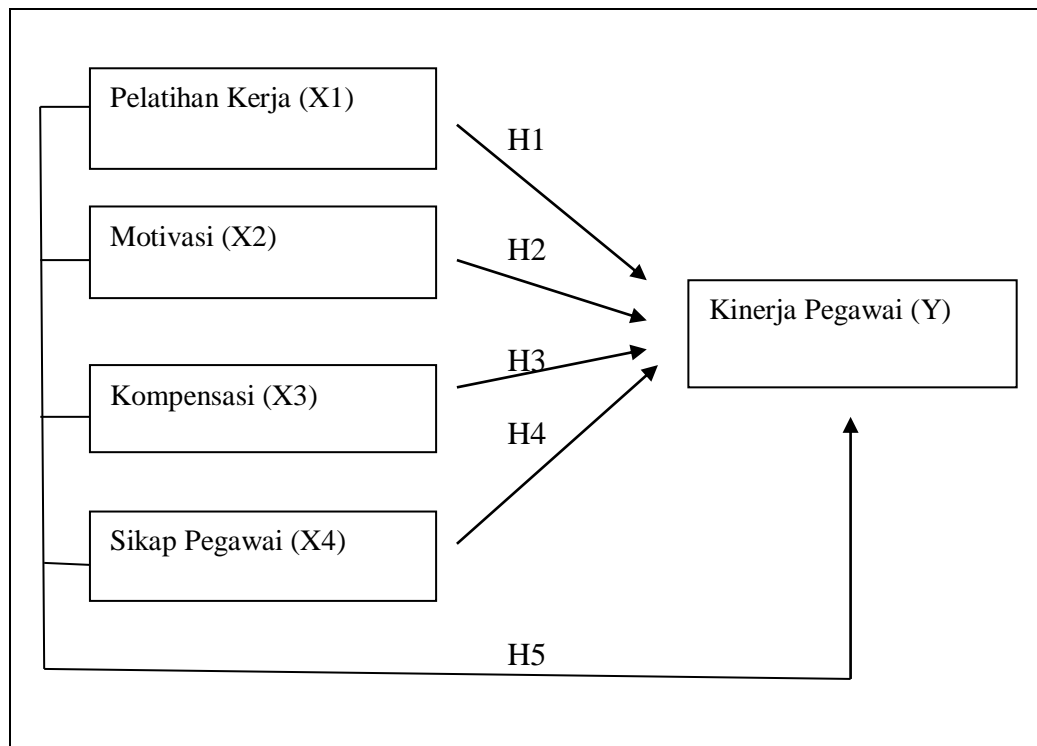 Pelatihan Kerja (X1)
H1
Motivasi (X2)
H2
Kinerja Pegawai (Y)
H3
Kompensasi (X3)
H4
Sikap Pegawai (X4)
H5